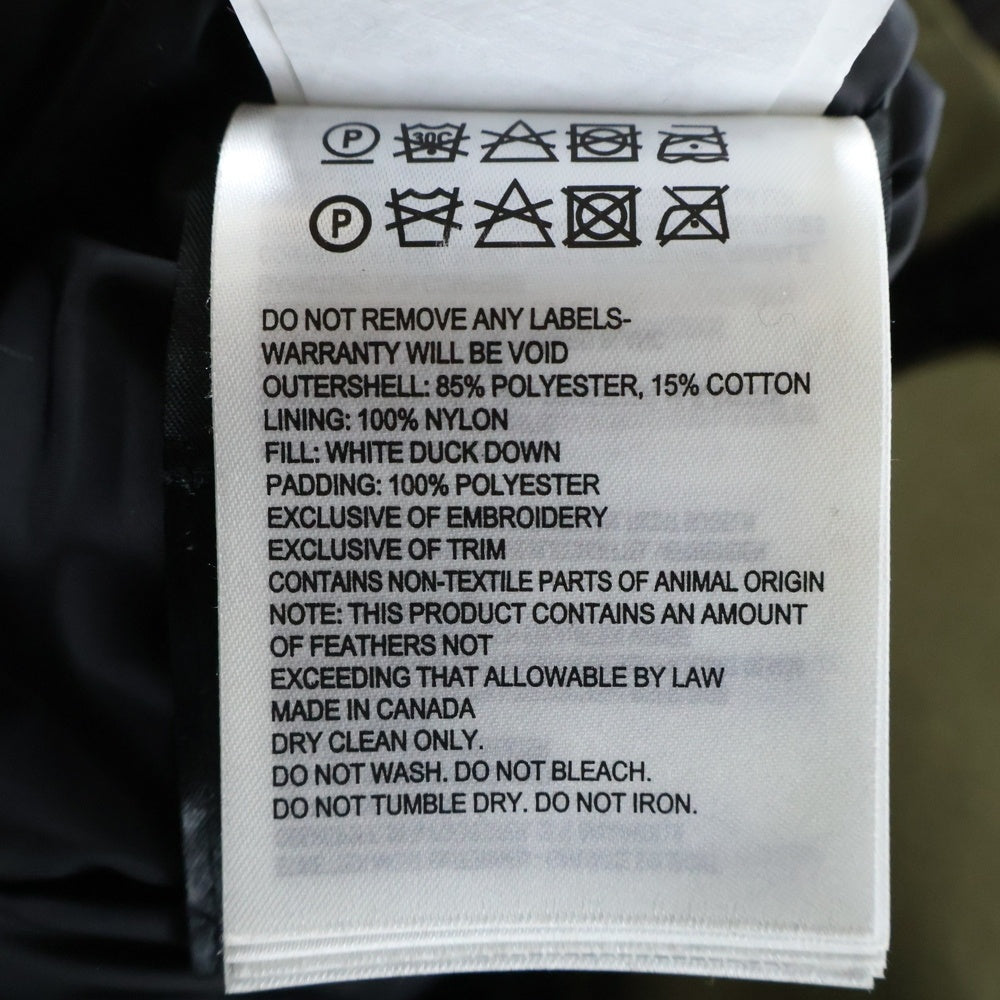 P 30C
P
DO NOT REMOVE ANY LABELS-
WARRANTY WILL BE VOID
OUTERSHELL: 85% POLYESTER, 15% COTTON
LINING: 100% NYLON
FILL: WHITE DUCK DOWN
PADDING: 100% POLYESTER
EXCLUSIVE OF EMBROIDERY
EXCLUSIVE OF TRIM
CONTAINS NON-TEXTILE PARTS OF ANIMAL ORIGIN
NOTE: THIS PRODUCT CONTAINS AN AMOUNT
OF FEATHERS NOT
EXCEEDING THAT ALLOWABLE BY LAW
MADE IN CANADA
DRY CLEAN ONLY.
DO NOT WASH. DO NOT BLEACH.
DO NOT TUMBLE DRY. DO NOT IRON.